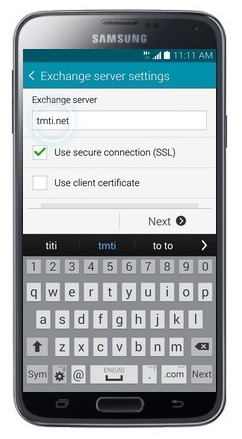 SAMSUNG
11:11 AM
Exchange server settings
Exchange server
tmti.net
Use secure connection (SSL)
Use client certificate
Next
titi tmti to to
1 2 3 4 5 6 7 8 9 0
q w e r t y u i o p
a s d f g h j k l
z x c v b n m
Sym @ EN(US) . .com Next